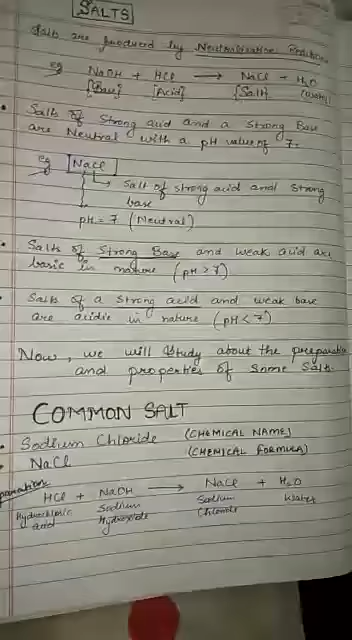 SALTS
Salts are produced by Neutralisation Reaction
eg NaOH + HCl → NaCl + H2O
[Base] [Acid] [Salt] (water)
• Salts of Strong acid and a Strong Base
are Neutral with a pH value of 7.
eg [NaCl]
→ Salt of strong acid and strong
base
pH = 7 (Neutral)
• Salts of Strong Base and weak acid are
basic in nature (pH > 7)
• Salts of a strong acid and weak base
are acidic in nature (pH < 7)
Now, we will study about the
and properties of some Salts.
COMMON SALT
• Sodium Chloride (CHEMICAL NAME)
• NaCl (CHEMICAL FORMULA)
HCl + NaOH → NaCl + H2O
Hydrochloric Sodium Sodium Water
acid Hydroxide Chloride